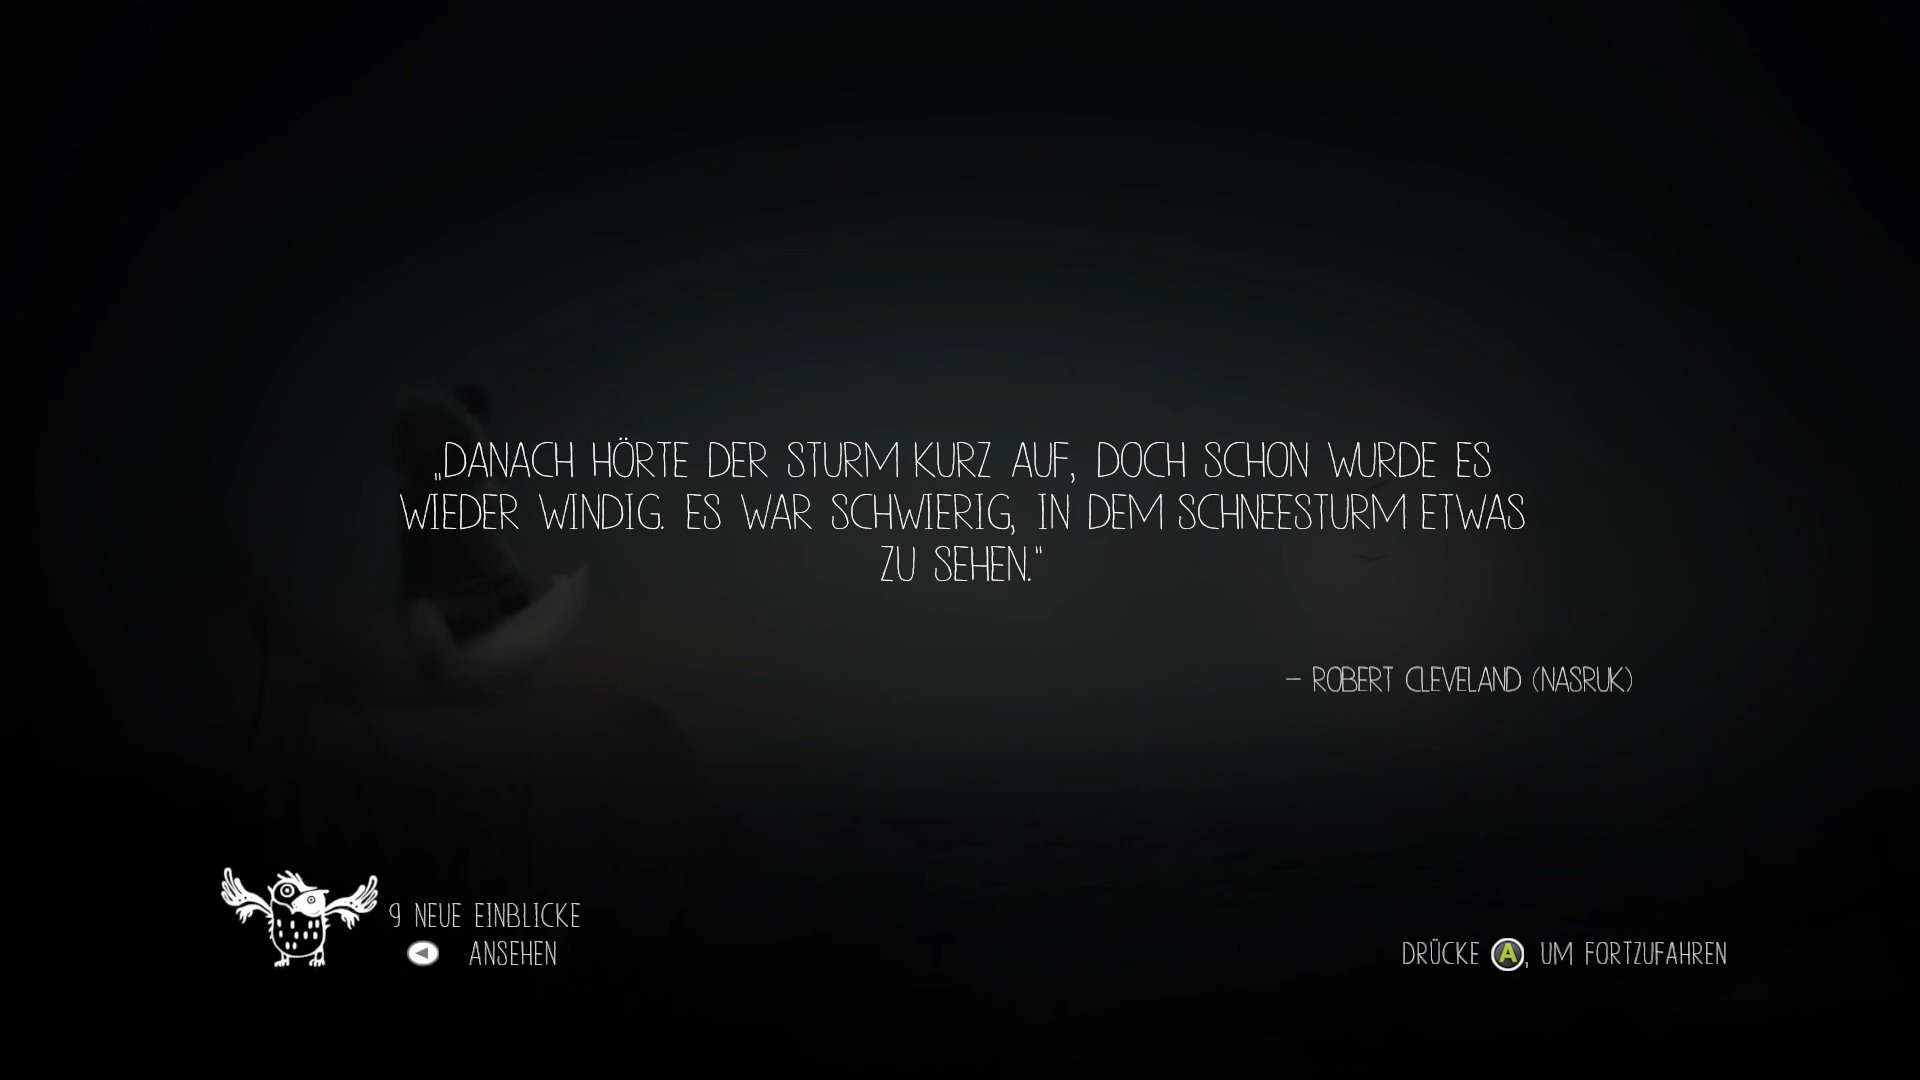 „DANACH HÖRTE DER STURM KURZ AUF, DOCH SCHON WURDE ES
WIEDER WINDIG. ES WAR SCHWIERIG, IN DEM SCHNEESTURM ETWAS
ZU SEHEN."
– ROBERT CLEVELAND (NASRUK)
9 NEUE EINBLICKE
ANSEHEN
DRÜCKE A, UM FORTZUFAHREN